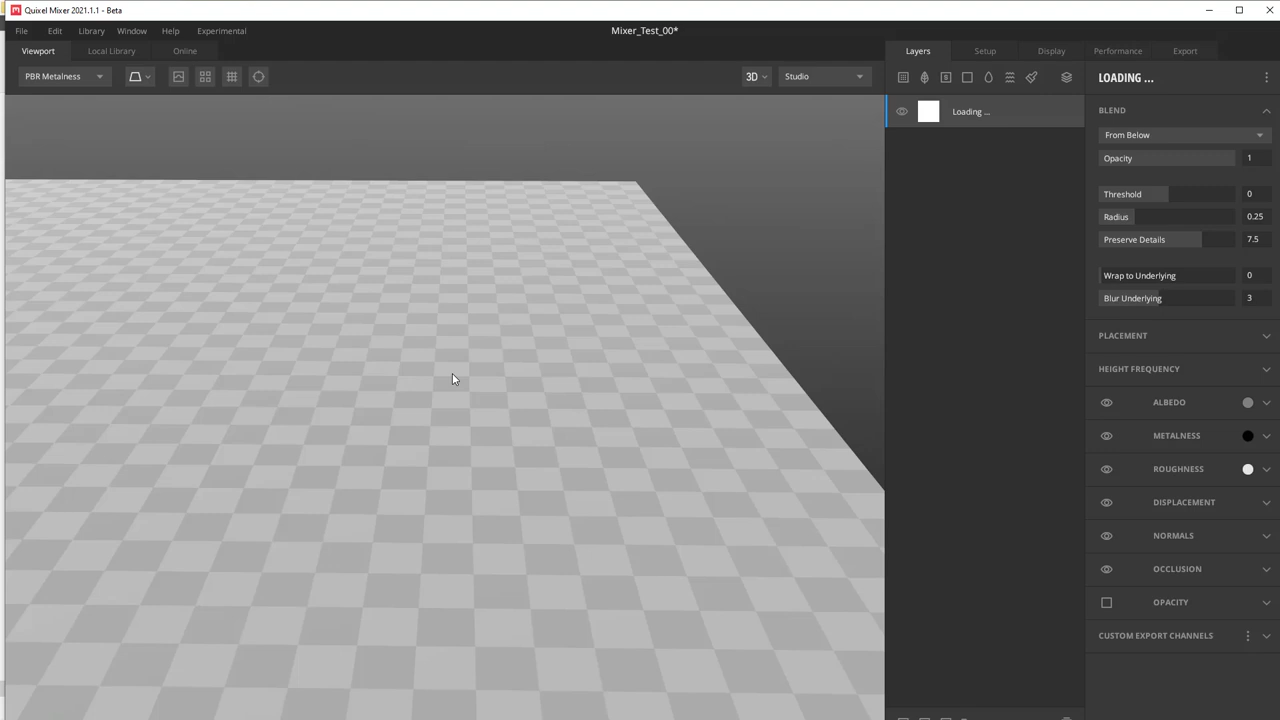 Quixel Mixer 2021.1.1 - Beta
File Edit Library Window Help Experimental Mixer_Test_00*
Viewport Local Library Online Layers Setup Display Performance Export
PBR Metalness 3D Studio LOADING ...
Loading ...
BLEND
From Below
Opacity 1
Threshold 0
Radius 0.25
Preserve Details 7.5
Wrap to Underlying 0
Blur Underlying 3
PLACEMENT
HEIGHT FREQUENCY
ALBEDO
METALNESS
ROUGHNESS
DISPLACEMENT
NORMALS
OCCLUSION
OPACITY
CUSTOM EXPORT CHANNELS